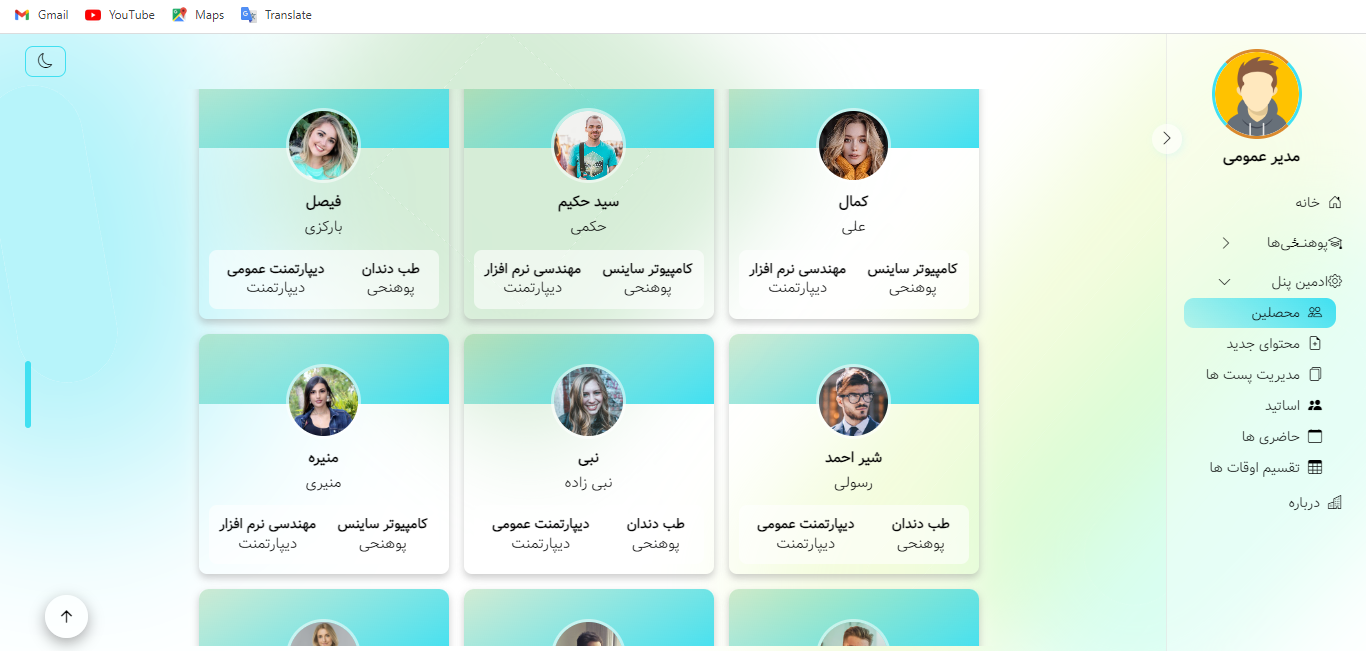 Gmail
YouTube
Maps
Translate
مدیر عمومی
خانه
پوهنځی‌ها
ادمین پنل
محصلین
محتوای جدید
مدیریت پست ها
اساتید
حاضری ها
تقسیم اوقات ها
درباره
کمال
علی
کامپیوتر ساینس
پوهنحی
مهندسی نرم افزار
دیپارتمنت
سید حکیم
حکمی
کامپیوتر ساینس
پوهنحی
مهندسی نرم افزار
دیپارتمنت
فیصل
بارکزی
طب دندان
پوهنحی
دیپارتمنت عمومی
دیپارتمنت
شیر احمد
رسولی
طب دندان
پوهنحی
دیپارتمنت عمومی
دیپارتمنت
نبی
نبی زاده
طب دندان
پوهنحی
دیپارتمنت عمومی
دیپارتمنت
منیره
منیری
کامپیوتر ساینس
پوهنحی
مهندسی نرم افزار
دیپارتمنت